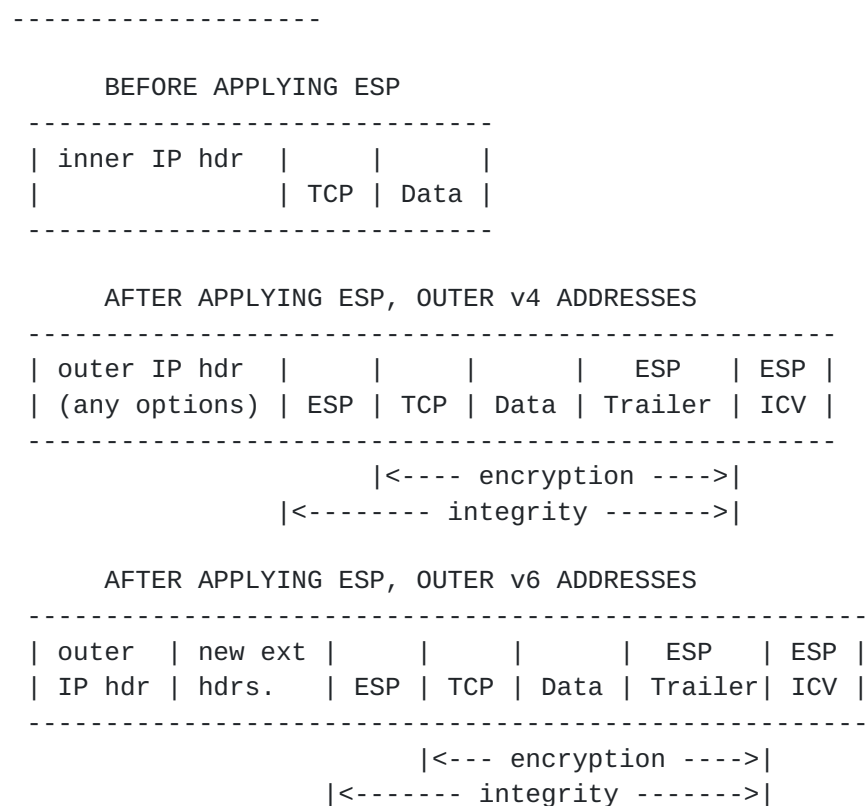 --------------------
BEFORE APPLYING ESP
------------------------------
| inner IP hdr  |     |      |
|               | TCP | Data |
------------------------------
AFTER APPLYING ESP, OUTER v4 ADDRESSES
----------------------------------------------------
| outer IP hdr  |     |     |      |   ESP   | ESP |
| (any options) | ESP | TCP | Data | Trailer | ICV |
----------------------------------------------------
|<---- encryption ---->|
|<-------- integrity ------->|
AFTER APPLYING ESP, OUTER v6 ADDRESSES
------------------------------------------------------
| outer  | new ext |     |     |      |  ESP   | ESP |
| IP hdr | hdrs.   | ESP | TCP | Data | Trailer| ICV |
------------------------------------------------------
|<--- encryption ---->|
|<------- integrity ------->|